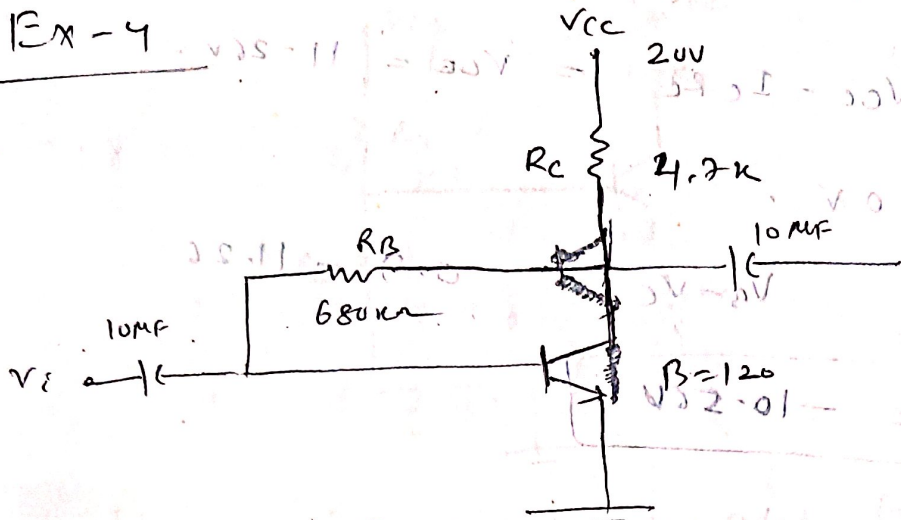 Ex-4
VCC
20V
RC
4.7K
RB
10MF
680KΩ
10MF
Vi
B=120